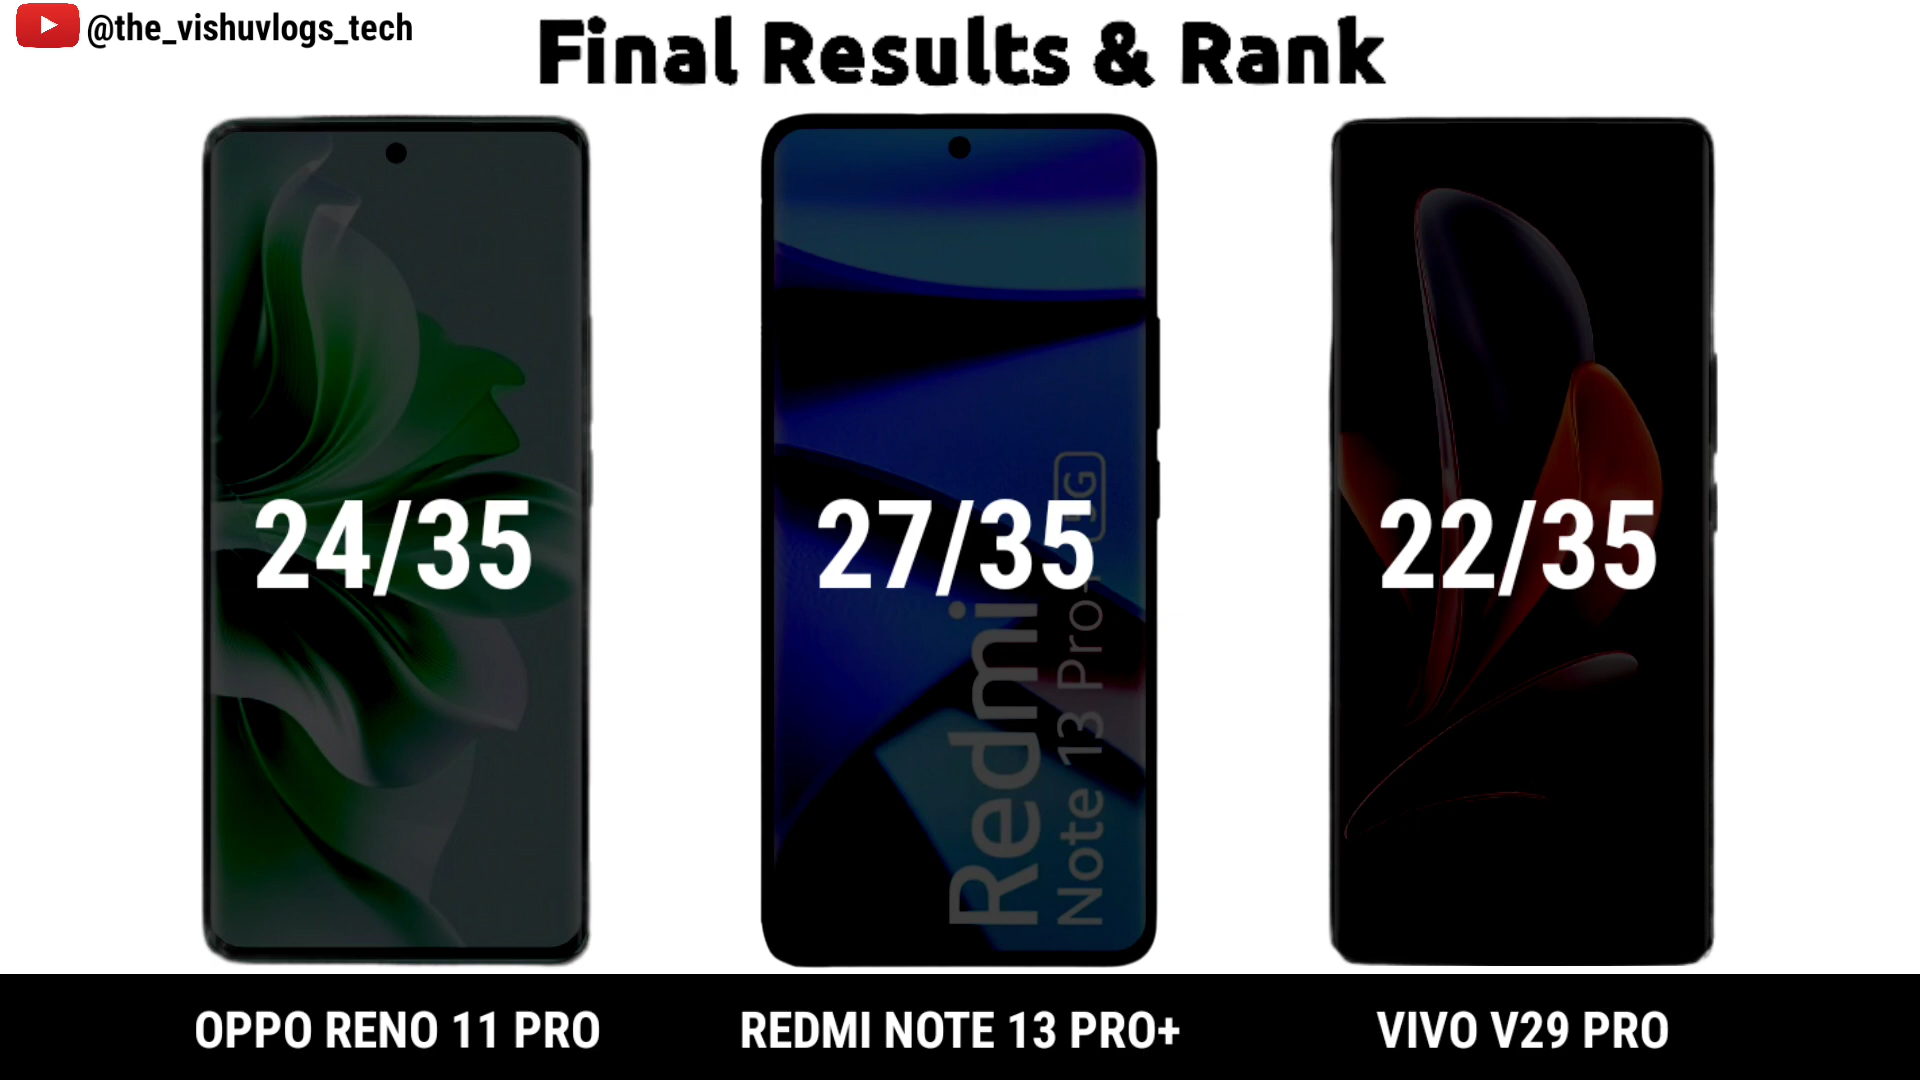 @the_vishuvlogs_tech
Final Results & Rank
24/35
27/35
22/35
Redmi
Note 13 Pro+ 5G
OPPO RENO 11 PRO
REDMI NOTE 13 PRO+
VIVO V29 PRO